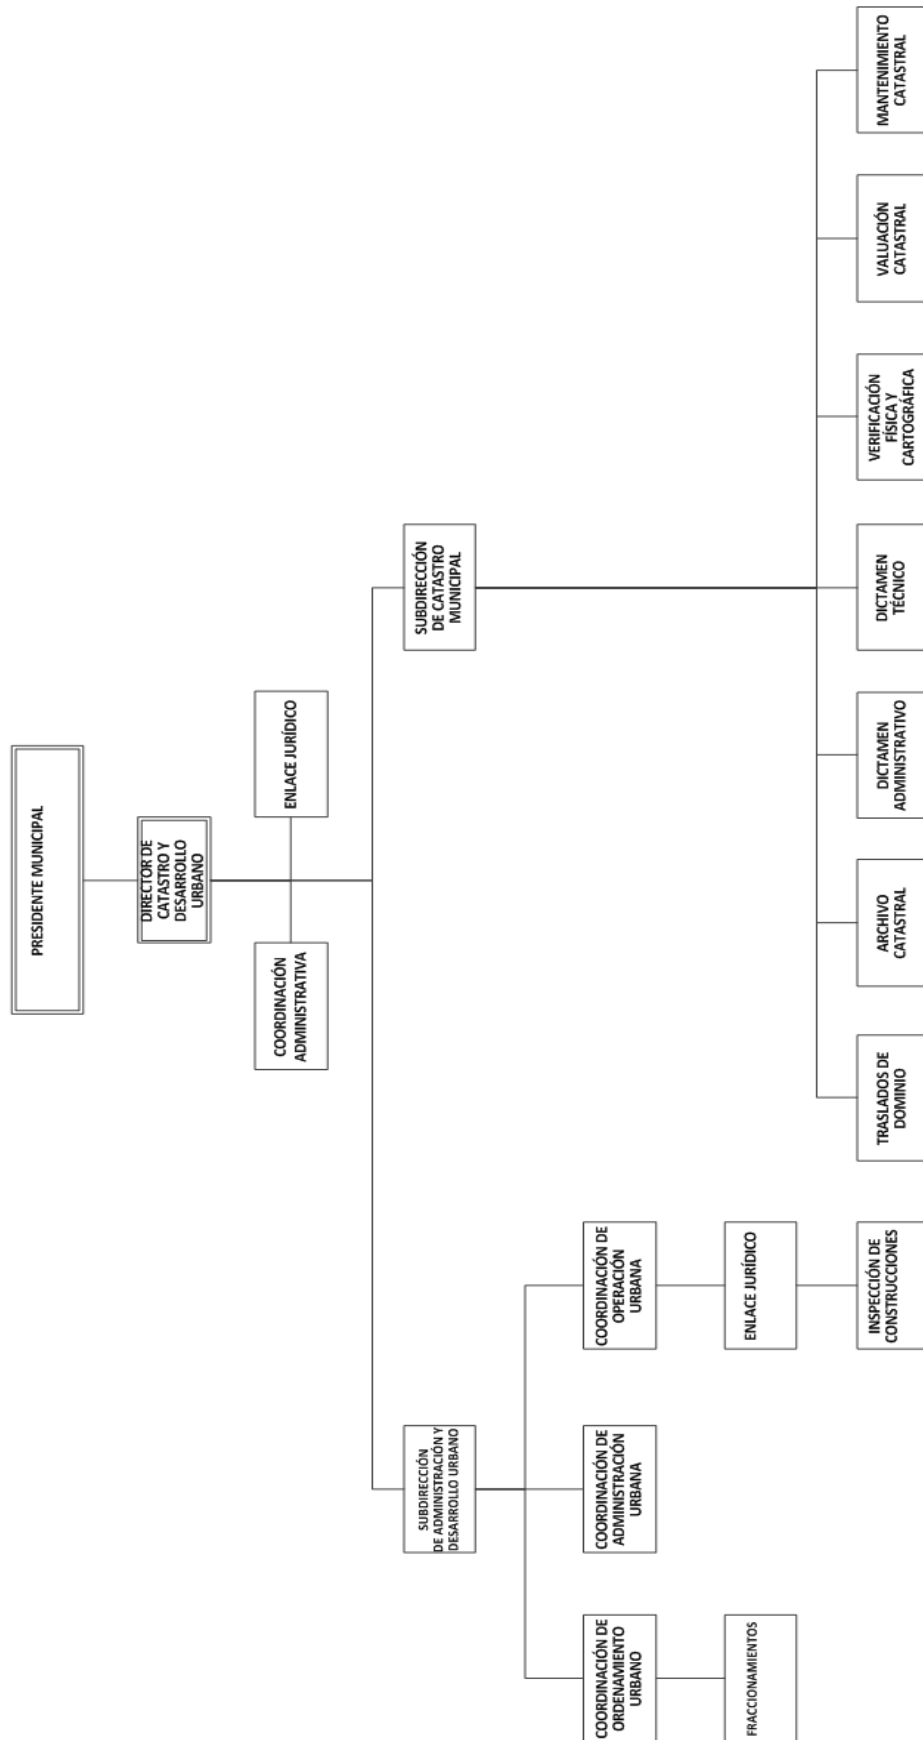 PRESIDENTE MUNICIPAL
DIRECTOR DE
CATASTRO Y
DESARROLLO
URBANO
COORDINACIÓN
ADMINISTRATIVA
ENLACE JURÍDICO
SUBDIRECCIÓN
DE ADMINISTRACIÓN Y
DESARROLLO URBANO
SUBDIRECCIÓN
DE CATASTRO
MUNICIPAL
COORDINACIÓN DE
ORDENAMIENTO
URBANO
COORDINACIÓN DE
ADMINISTRACIÓN
URBANA
COORDINACIÓN DE
OPERACIÓN
URBANA
FRACCIONAMIENTOS
ENLACE JURÍDICO
INSPECCIÓN DE
CONSTRUCCIONES
TRASLADOS DE
DOMINIO
ARCHIVO
CATASTRAL
DICTAMEN
ADMINISTRATIVO
DICTAMEN
TÉCNICO
VERIFICACIÓN
FÍSICA Y
CARTOGRÁFICA
VALUACIÓN
CATASTRAL
MANTENIMIENTO
CATASTRAL